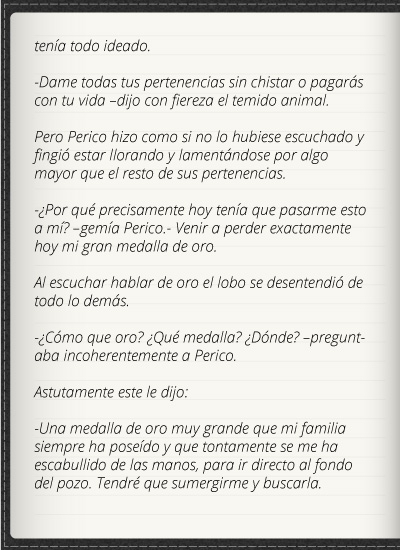 tenía todo ideado.
-Dame todas tus pertenencias sin chistar o pagarás
con tu vida –dijo con fiereza el temido animal.
Pero Perico hizo como si no lo hubiese escuchado y
fingió estar llorando y lamentándose por algo
mayor que el resto de sus pertenencias.
-¿Por qué precisamente hoy tenía que pasarme esto
a mí? –gemía Perico.- Venir a perder exactamente
hoy mi gran medalla de oro.
Al escuchar hablar de oro el lobo se desentendió de
todo lo demás.
-¿Cómo que oro? ¿Qué medalla? ¿Dónde? –pregunt-
aba incoherentemente a Perico.
Astutamente este le dijo:
-Una medalla de oro muy grande que mi familia
siempre ha poseído y que tontamente se me ha
escabullido de las manos, para ir directo al fondo
del pozo. Tendré que sumergirme y buscarla.